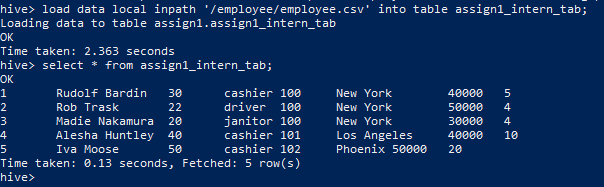 hive> load data local inpath '/employee/employee.csv' into table assign1_intern_tab;
Loading data to table assign1.assign1_intern_tab
OK
Time taken: 2.363 seconds
hive> select * from assign1_intern_tab;
OK
1 Rudolf Bardin 30 cashier 100 New York 40000 5
2 Rob Trask 22 driver 100 New York 50000 4
3 Madie Nakamura 20 janitor 100 New York 30000 4
4 Alesha Huntley 40 cashier 101 Los Angeles 40000 10
5 Iva Moose 50 cashier 102 Phoenix 50000 20
Time taken: 0.13 seconds, Fetched: 5 row(s)
hive>